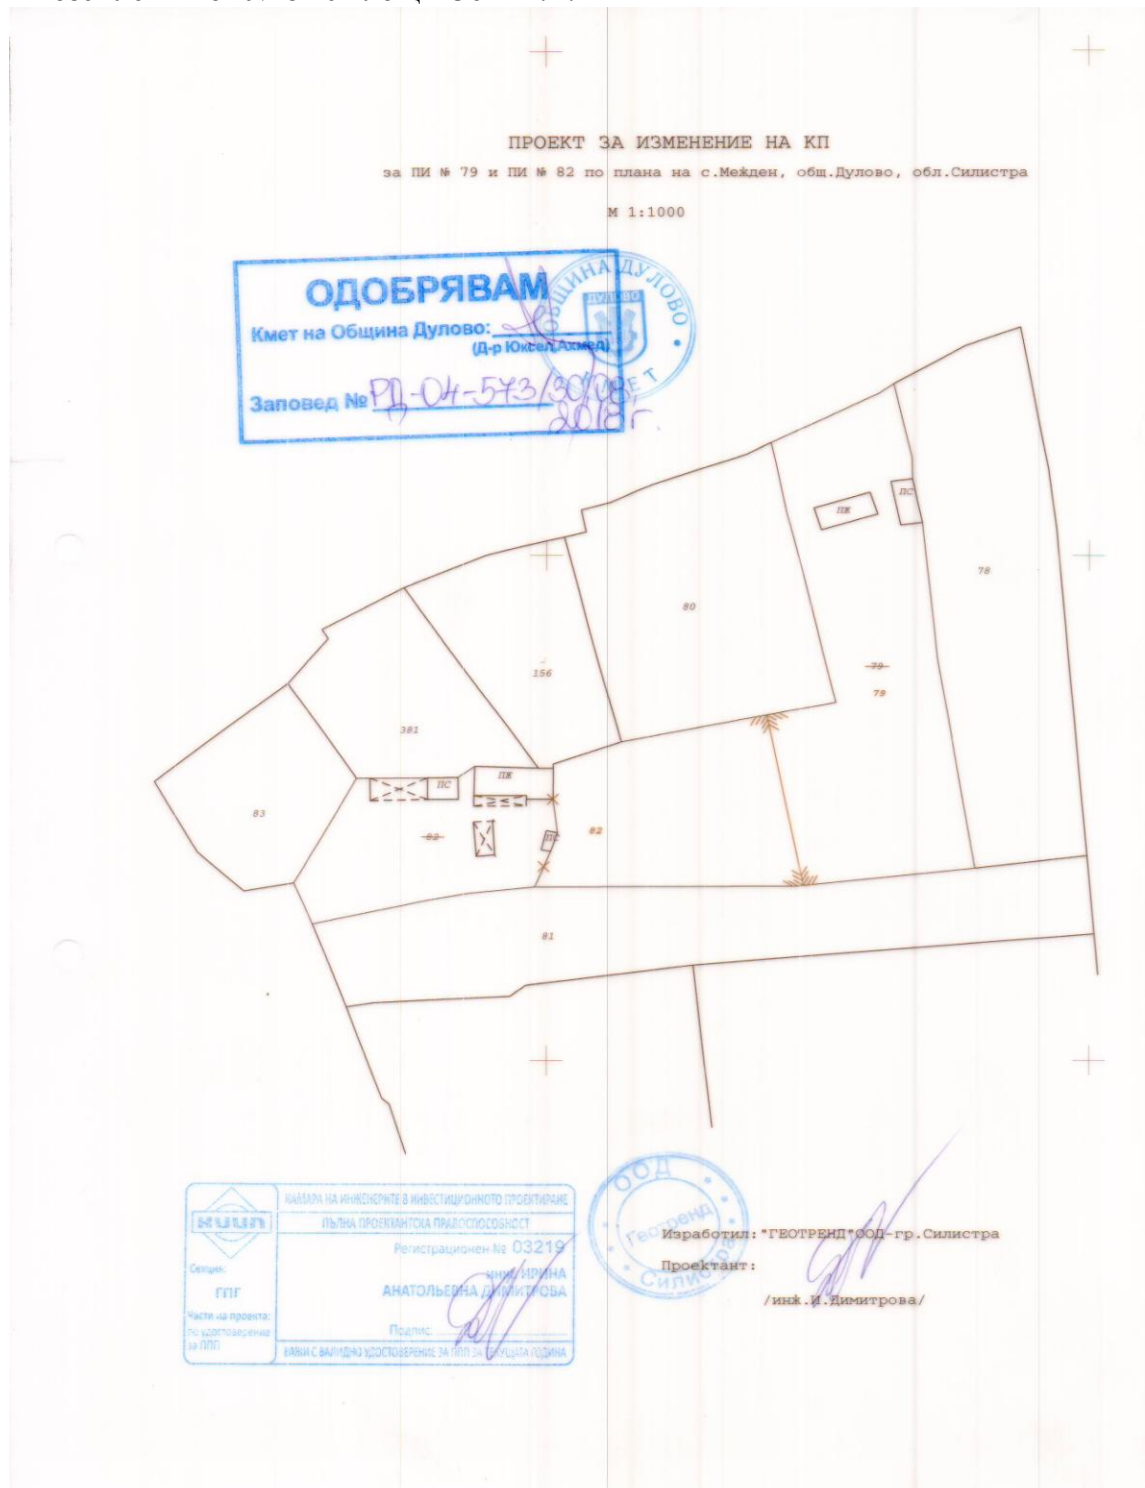 ПРОЕКТ ЗА ИЗМЕНЕНИЕ НА КП
за ПИ № 79 и ПИ № 82 по плана на с.Межден, общ.Дулово, обл.Силистра
М 1:1000
ОДОБРЯВАМ
Кмет на Община Дулово:
(Д-р Юксел Ахмед)
Заповед № РД-04-573/30.08.
2018 г.
ОБЩИНА ДУЛОВО
ДУЛОВО
КМЕТ
ПС
ПЖ
78
80
79
156
79
381
ПЖ
ПС
83
82
ПС
82
81
КАМАРА НА ИНЖЕНЕРИТЕ В ИНВЕСТИЦИОННОТО ПРОЕКТИРАНЕ
КИИП
ПЪЛНА ПРОЕКТАНТСКА ПРАВОСПОСОБНОСТ
Регистрационен № 03219
Секция:
ГПГ
инж. ИРИНА
АНАТОЛЬЕВНА ДИМИТРОВА
Части на проекта:
по удостоверение
за ППП
Подпис:
ВАЖИ С ВАЛИДНО УДОСТОВЕРЕНИЕ ЗА ППП ЗА ТЕКУЩАТА ГОДИНА
ООД
Геотренд
Силистра
Изработил:"ГЕОТРЕНД"ООД-гр.Силистра
Проектант:
/инж.И.Димитрова/